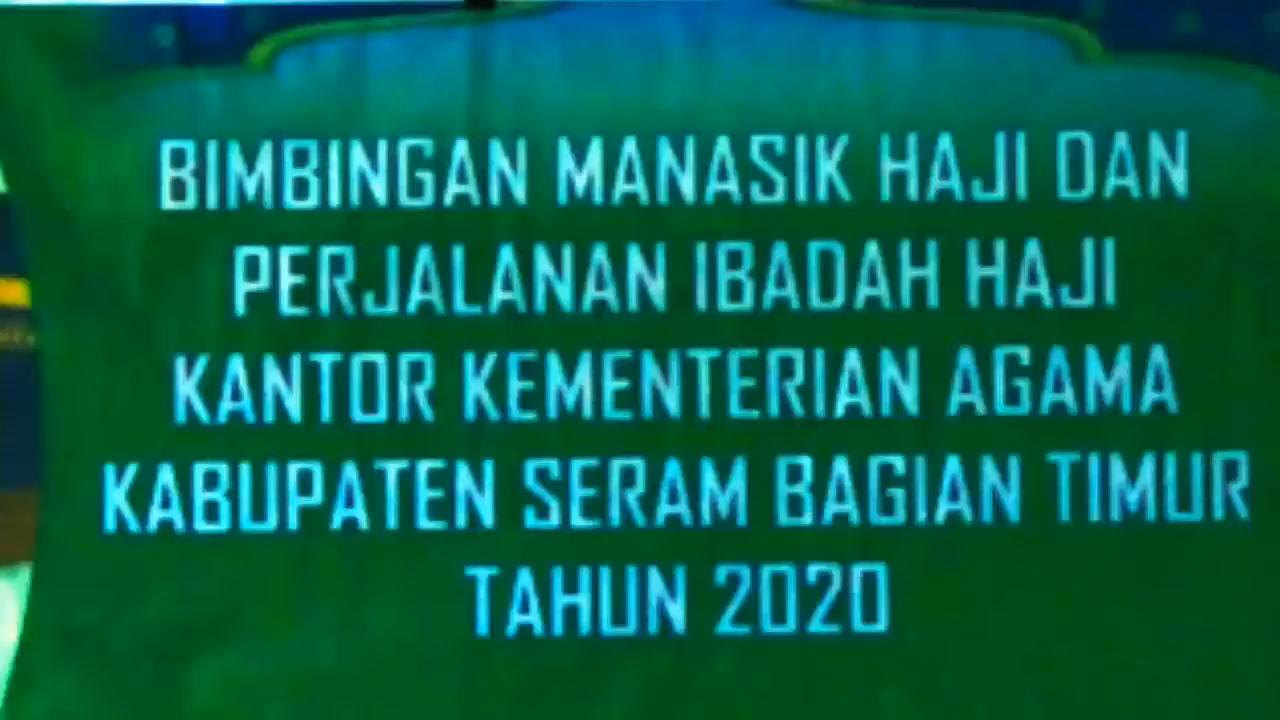 BIMBINGAN MANASIK HAJI DAN
PERJALANAN IBADAH HAJI
KANTOR KEMENTERIAN AGAMA
KABUPATEN SERAM BAGIAN TIMUR
TAHUN 2020